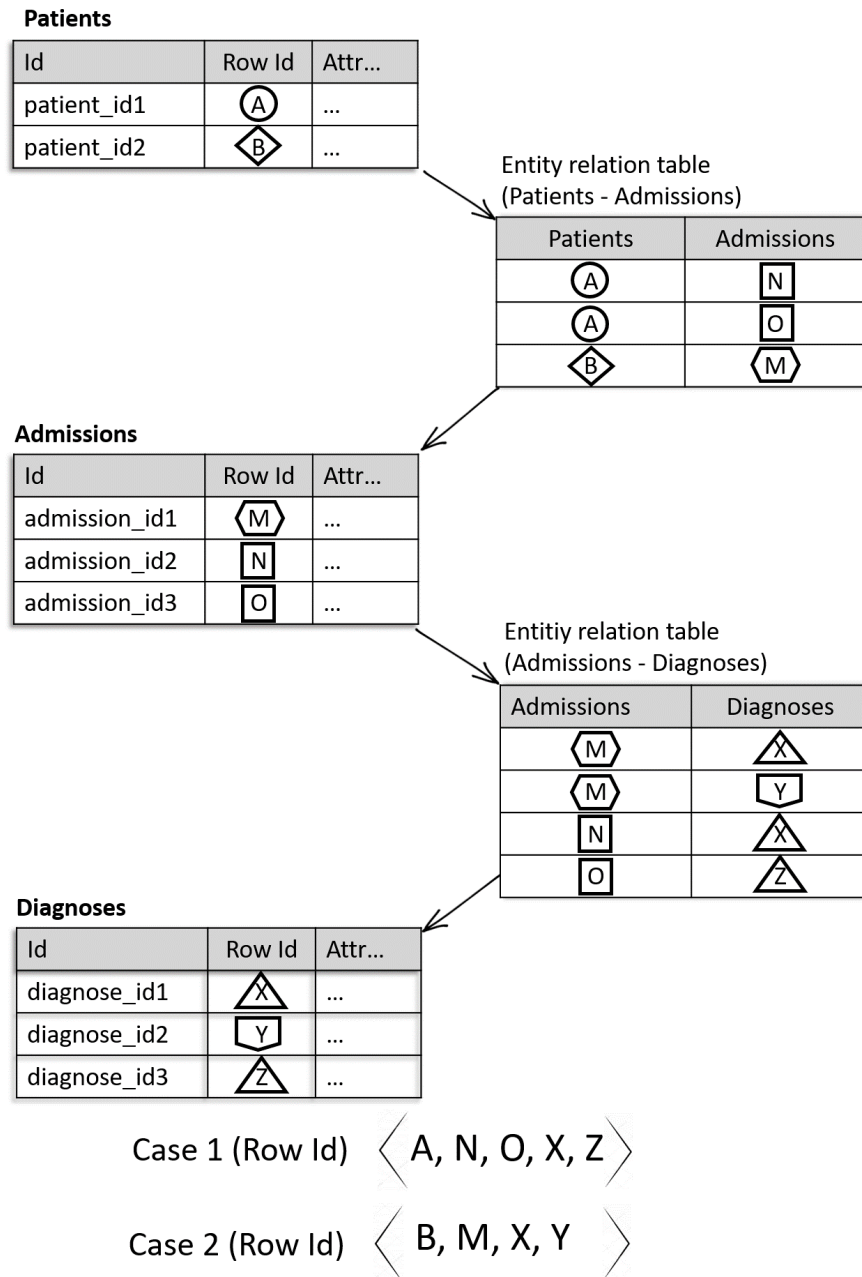 Patients
Id Row Id Attr...
patient_id1 A ...
patient_id2 B ...
Entity relation table
(Patients - Admissions)
Patients Admissions
A N
A O
B M
Admissions
Id Row Id Attr...
admission_id1 M ...
admission_id2 N ...
admission_id3 O ...
Entitiy relation table
(Admissions - Diagnoses)
Admissions Diagnoses
M X
M Y
N X
O Z
Diagnoses
Id Row Id Attr...
diagnose_id1 X ...
diagnose_id2 Y ...
diagnose_id3 Z ...
Case 1 (Row Id) A, N, O, X, Z
Case 2 (Row Id) B, M, X, Y